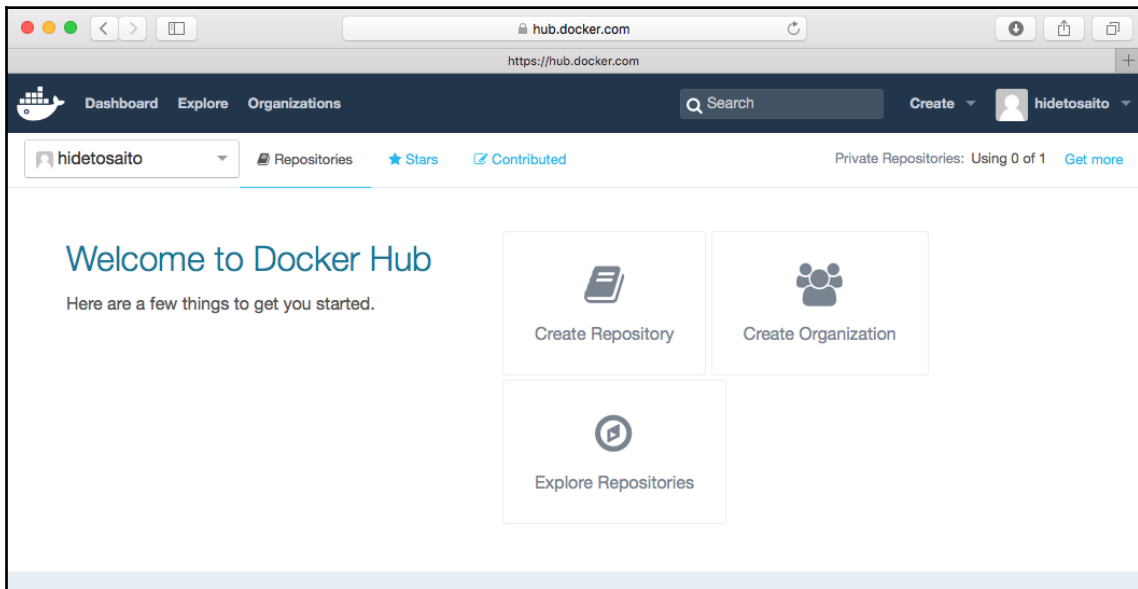 hub.docker.com
https://hub.docker.com
Dashboard Explore Organizations Search Create hidetosaito
hidetosaito Repositories Stars Contributed Private Repositories: Using 0 of 1 Get more
Welcome to Docker Hub
Here are a few things to get you started.
Create Repository Create Organization
Explore Repositories